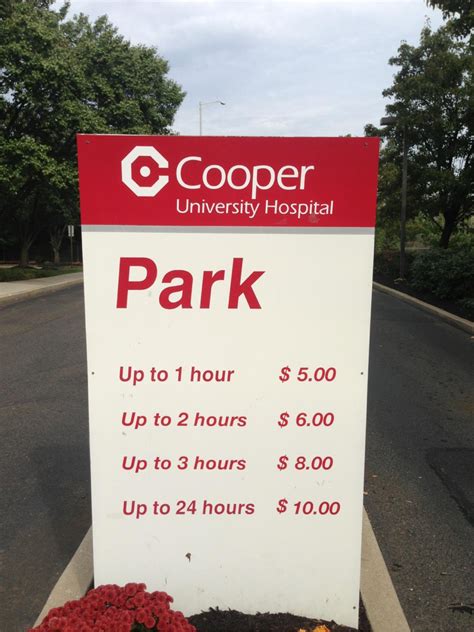 Cooper
University Hospital
Park
Up to 1 hour $ 5.00
Up to 2 hours $ 6.00
Up to 3 hours $ 8.00
Up to 24 hours $ 10.00